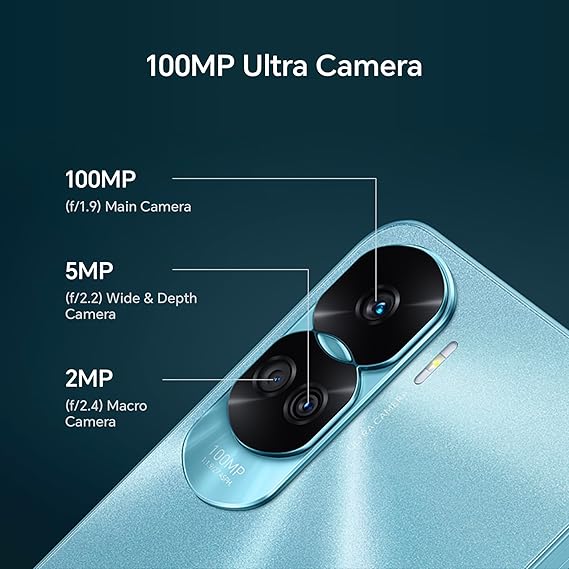 100MP Ultra Camera
100MP
(f/1.9) Main Camera
5MP
(f/2.2) Wide & Depth
Camera
2MP
(f/2.4) Macro
Camera
100MP
CAMERA